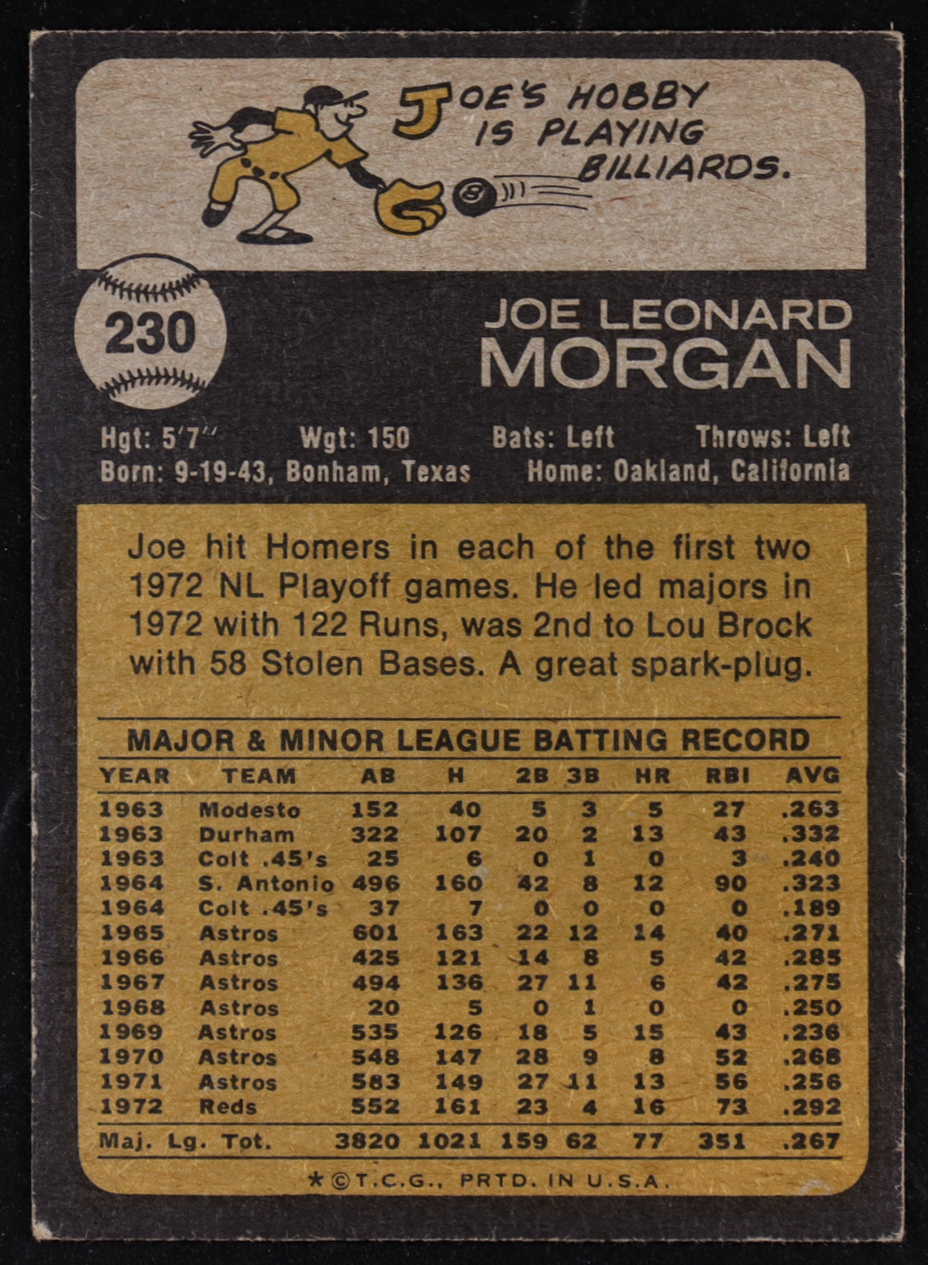 JOE'S HOBBY
IS PLAYING
BILLIARDS.
8
230
JOE LEONARD
MORGAN
Hgt: 5'7" Wgt: 150 Bats: Left Throws: Left
Born: 9-19-43, Bonham, Texas Home: Oakland, California
Joe hit Homers in each of the first two
1972 NL Playoff games. He led majors in
1972 with 122 Runs, was 2nd to Lou Brock
with 58 Stolen Bases. A great spark-plug.
MAJOR & MINOR LEAGUE BATTING RECORD
YEAR TEAM AB H 2B 3B HR RBI AVG
1963 Modesto 152 40 5 3 5 27 .263
1963 Durham 322 107 20 2 13 43 .332
1963 Colt .45's 25 6 0 1 0 3 .240
1964 S. Antonio 496 160 42 8 12 90 .323
1964 Colt .45's 37 7 0 0 0 0 .189
1965 Astros 601 163 22 12 14 40 .271
1966 Astros 425 121 14 8 5 42 .285
1967 Astros 494 136 27 11 6 42 .275
1968 Astros 20 5 0 1 0 0 .250
1969 Astros 535 126 18 5 15 43 .236
1970 Astros 548 147 28 9 8 52 .268
1971 Astros 583 149 27 11 13 56 .256
1972 Reds 552 161 23 4 16 73 .292
Maj. Lg. Tot. 3820 1021 159 62 77 351 .267
*©T.C.G., PRTD. IN U.S.A.